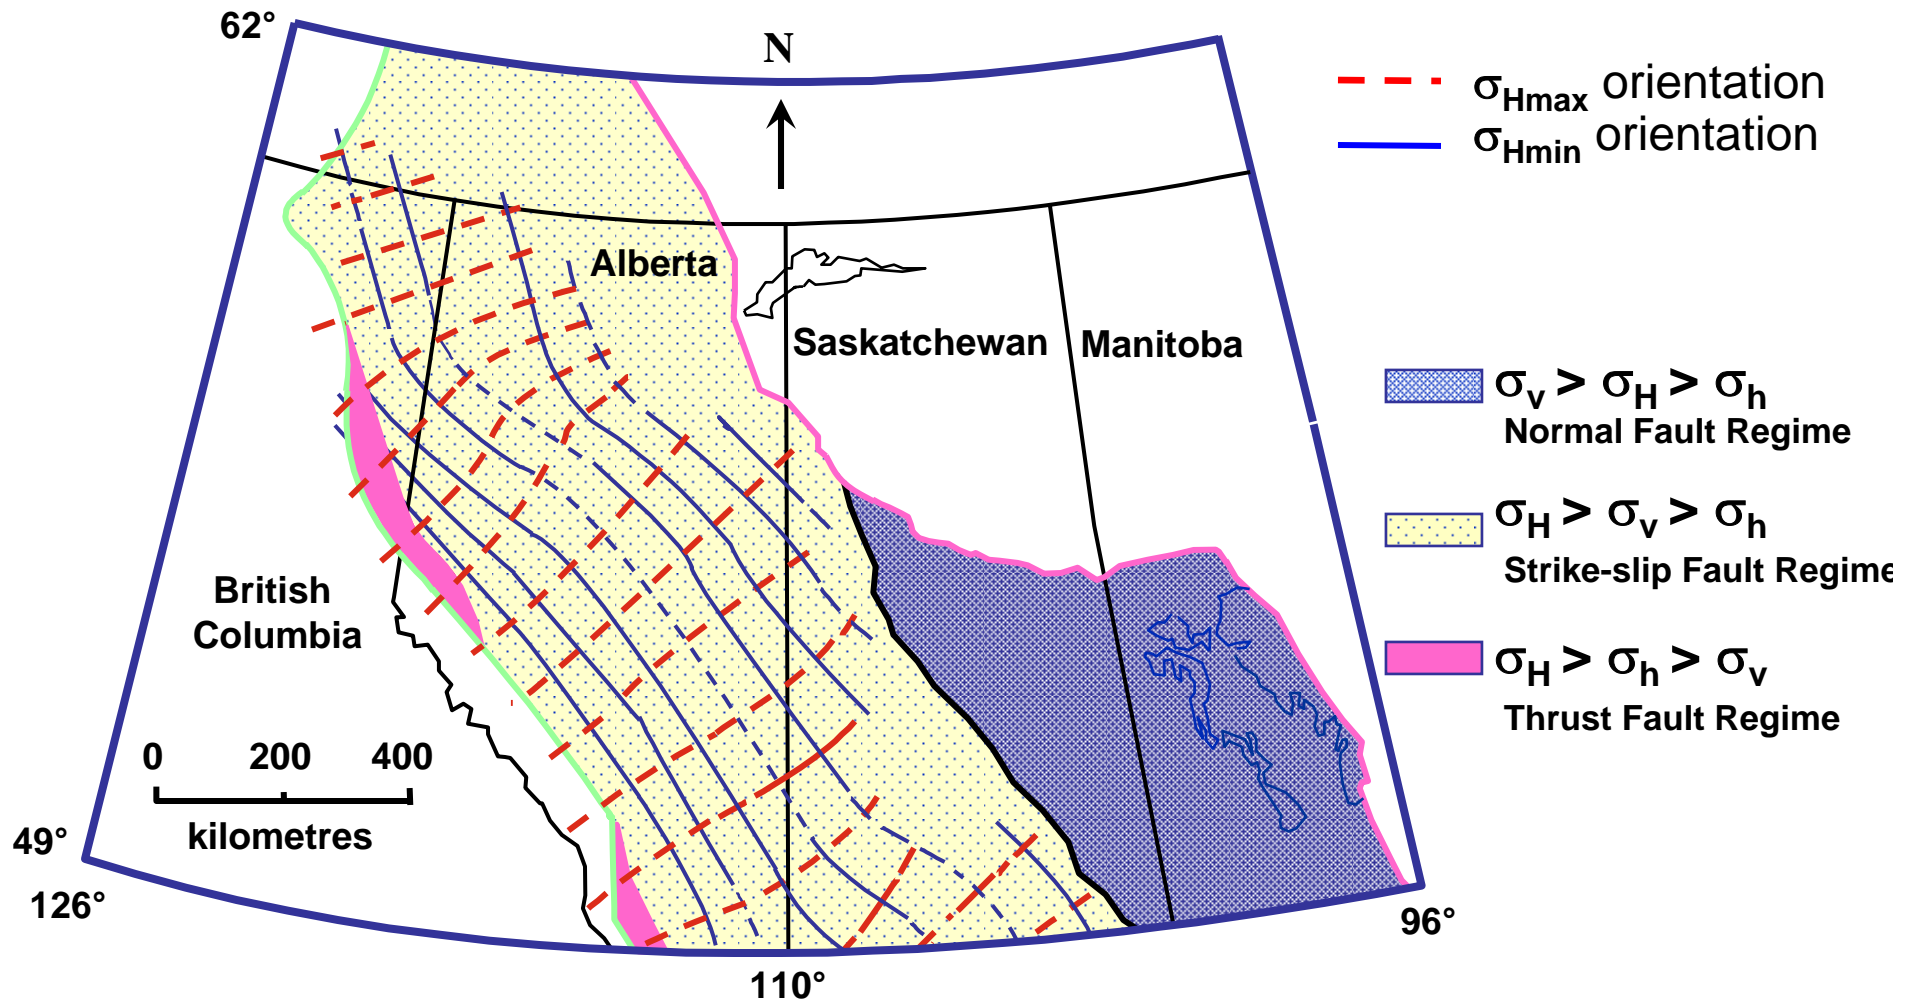 62°
N
σHmax orientation
σHmin orientation
Alberta
Saskatchewan
Manitoba
σv > σH > σh
Normal Fault Regime
σH > σv > σh
Strike-slip Fault Regime
British
Columbia
σH > σh > σv
Thrust Fault Regime
0 200 400
kilometres
49°
126°
96°
110°